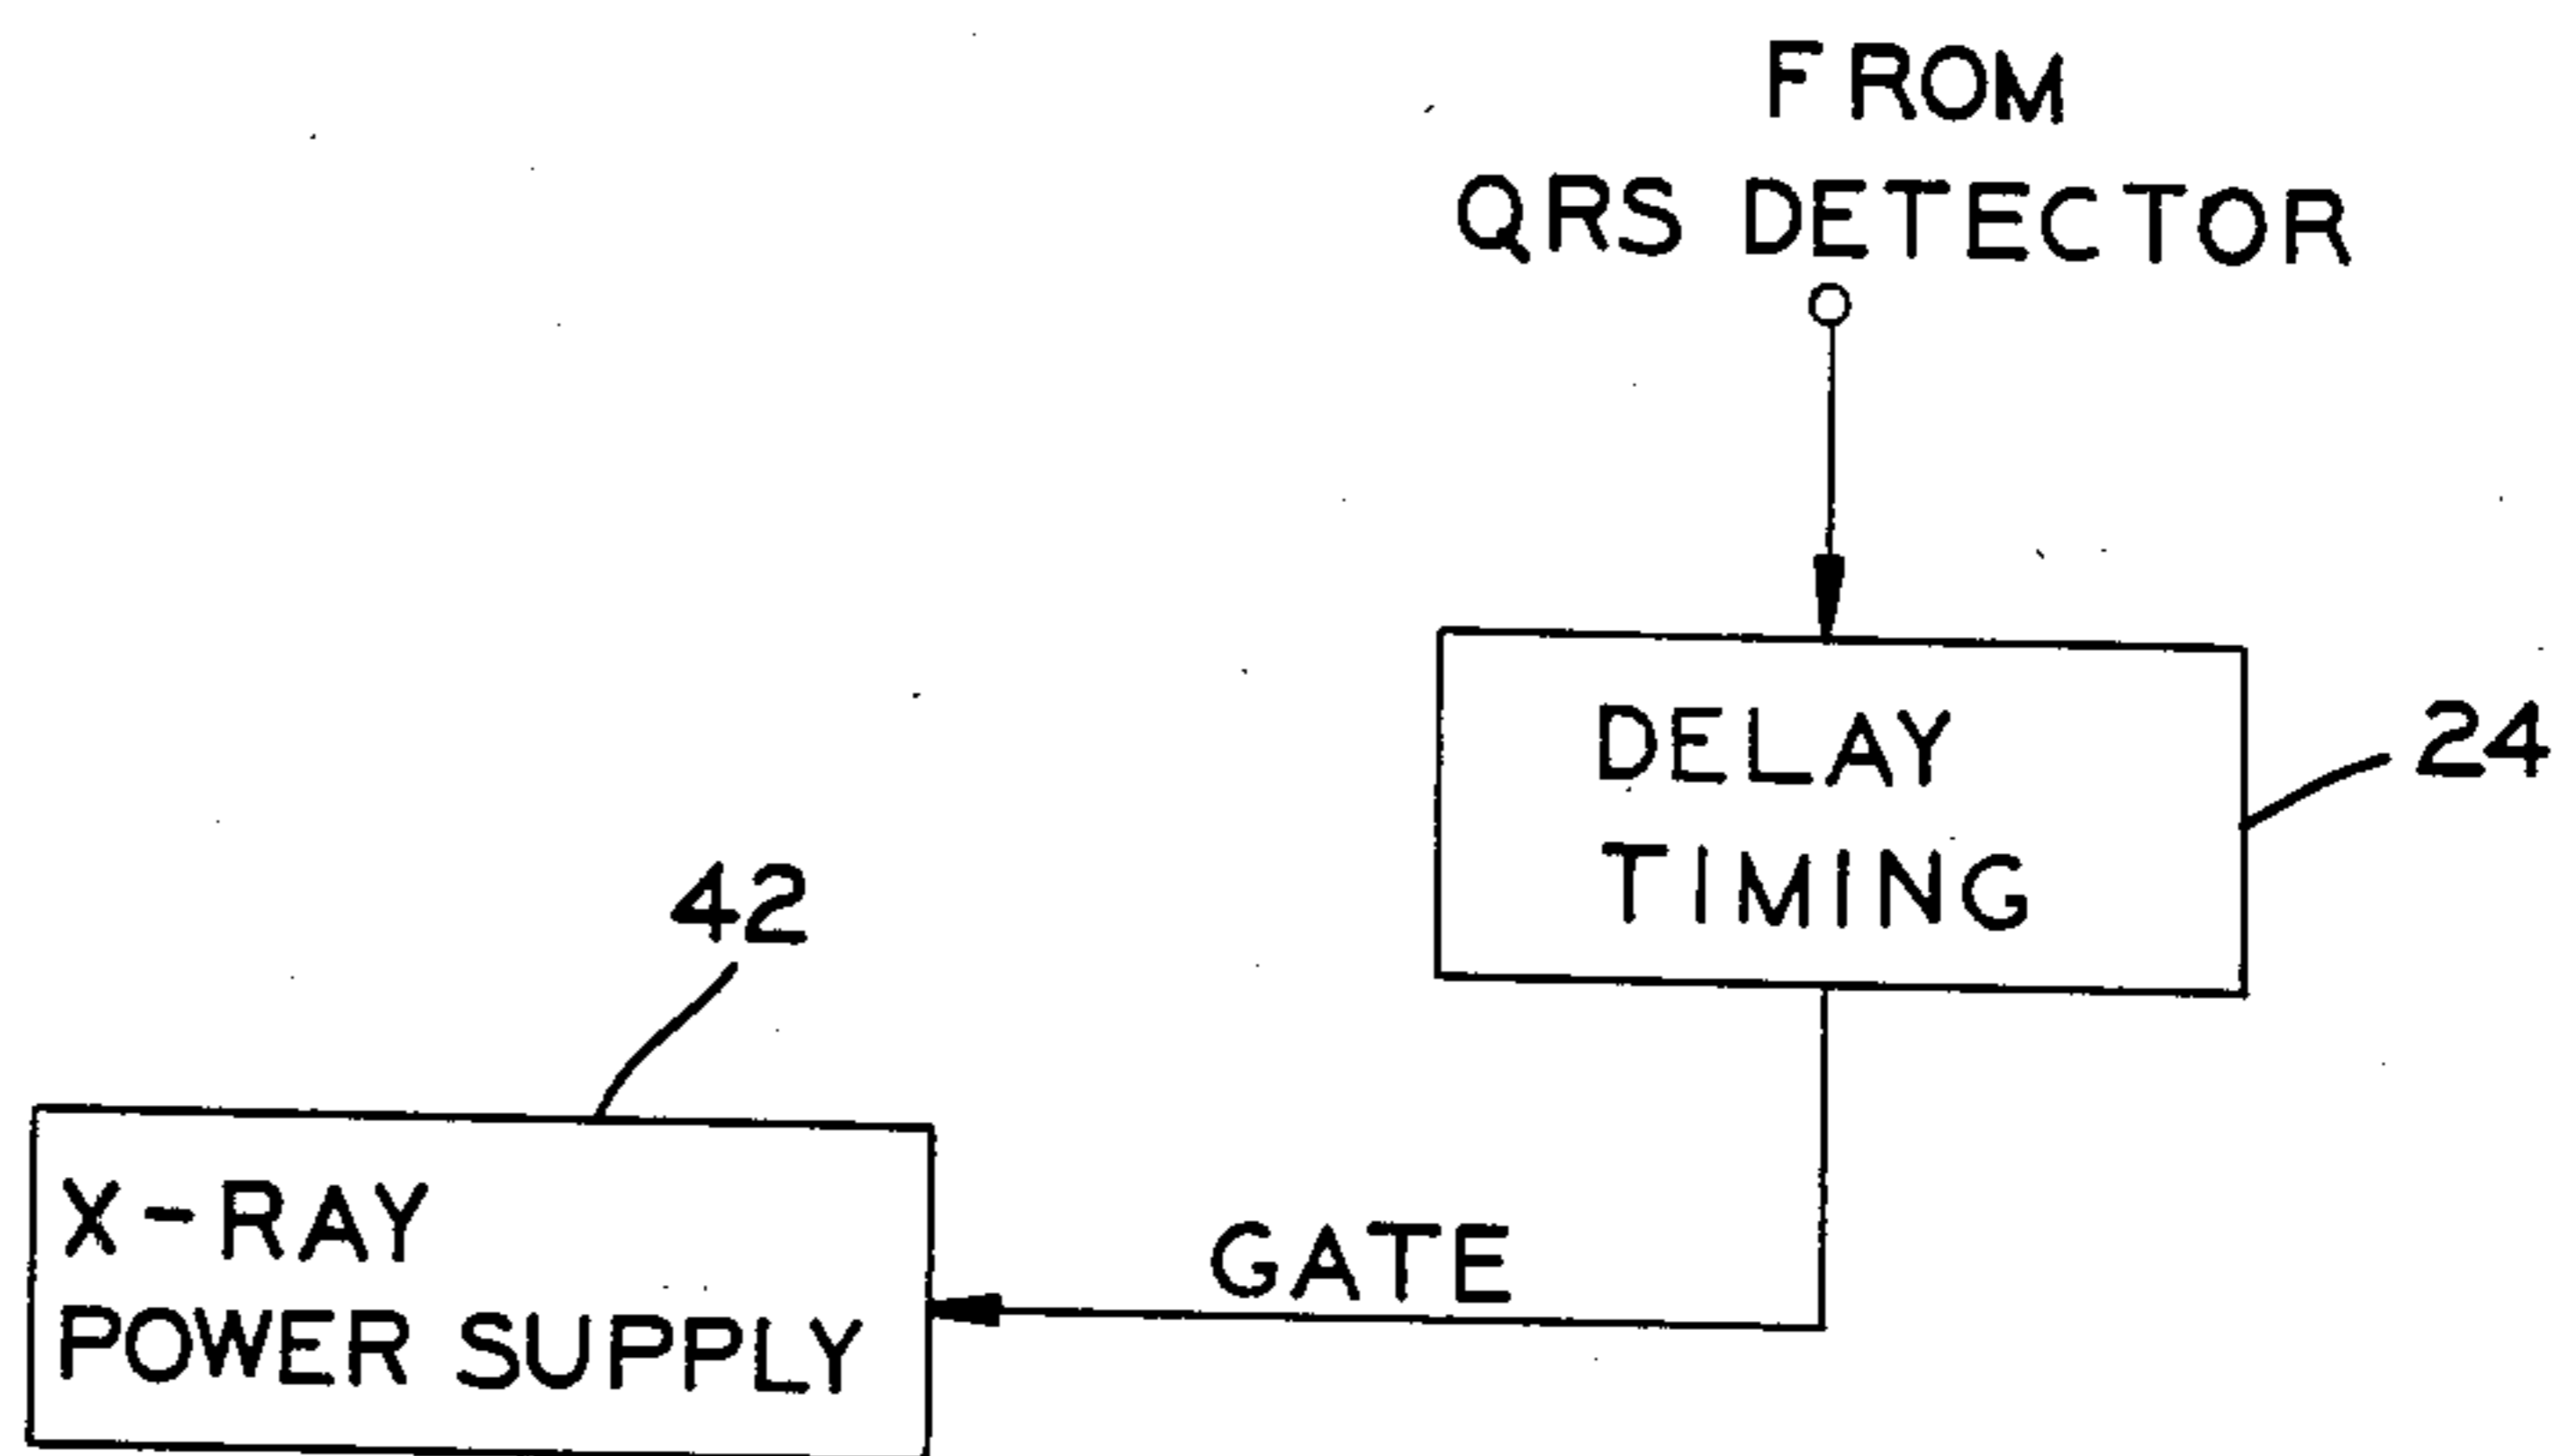 FROM
QRS DETECTOR
DELAY
TIMING
24
42
X-RAY
POWER SUPPLY
GATE